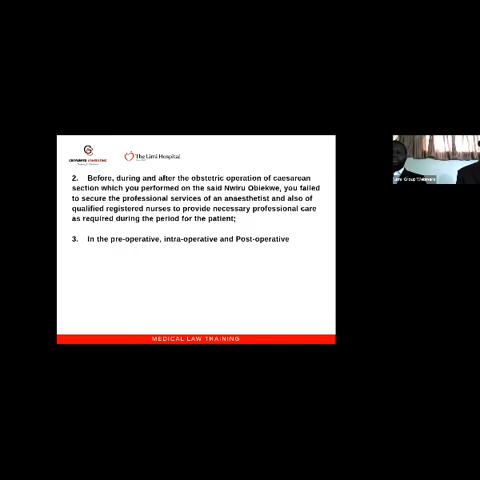 The Limi Hospital
2. Before, during and after the obstetric operation of caesarean
section which you performed on the said Nwiru Obiekwe, you failed
to secure the professional services of an anaesthetist and also of
qualified registered nurses to provide necessary professional care
as required during the period for the patient;
3. In the pre-operative, intra-operative and Post-operative
MEDICAL LAW TRAINING